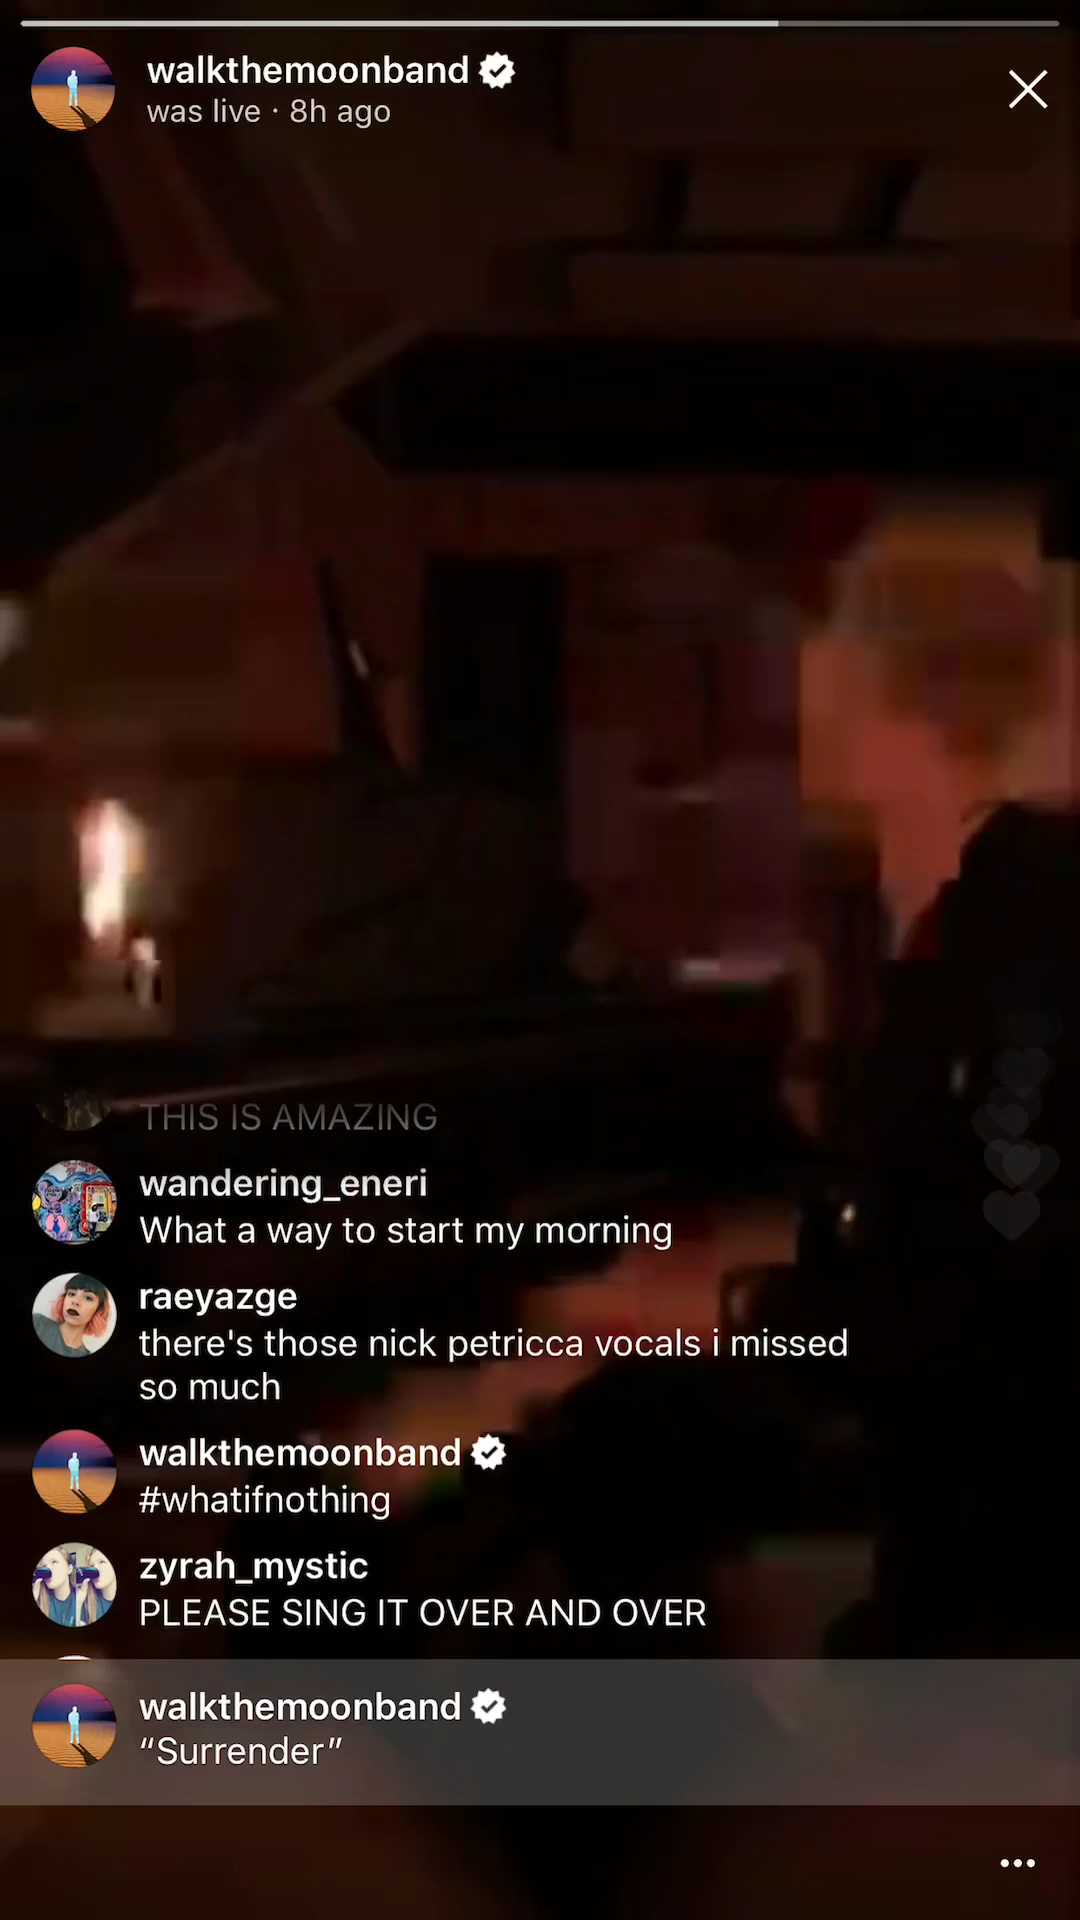 walkthemoonband
was live · 8h ago
THIS IS AMAZING
wandering_eneri
What a way to start my morning
raeyazge
there's those nick petricca vocals i missed
so much
walkthemoonband
#whatifnothing
zyrah_mystic
PLEASE SING IT OVER AND OVER
walkthemoonband
“Surrender”